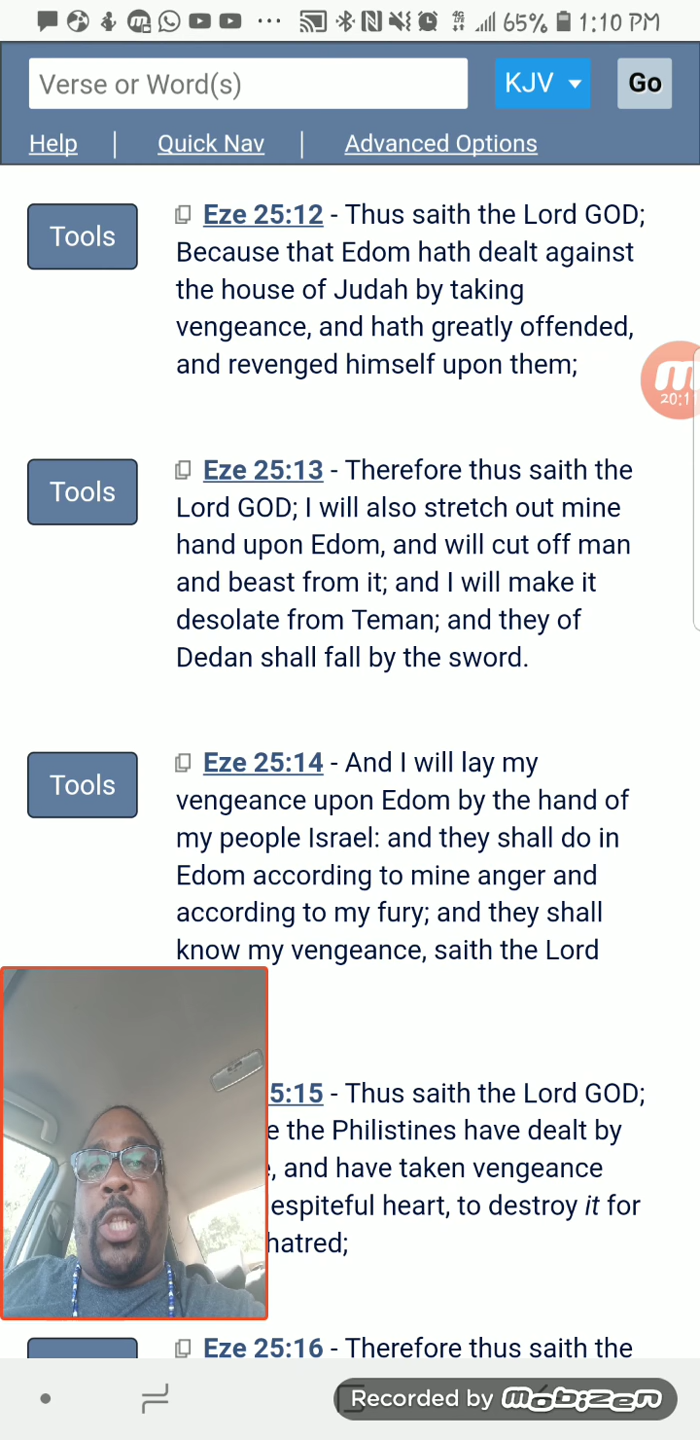 65% 1:10 PM
Verse or Word(s) KJV Go
Help | Quick Nav | Advanced Options
Tools
Eze 25:12 - Thus saith the Lord GOD;
Because that Edom hath dealt against
the house of Judah by taking
vengeance, and hath greatly offended,
and revenged himself upon them;
20:1
Tools
Eze 25:13 - Therefore thus saith the
Lord GOD; I will also stretch out mine
hand upon Edom, and will cut off man
and beast from it; and I will make it
desolate from Teman; and they of
Dedan shall fall by the sword.
Tools
Eze 25:14 - And I will lay my
vengeance upon Edom by the hand of
my people Israel: and they shall do in
Edom according to mine anger and
according to my fury; and they shall
know my vengeance, saith the Lord
5:15 - Thus saith the Lord GOD;
e the Philistines have dealt by
, and have taken vengeance
espiteful heart, to destroy it for
hatred;
Eze 25:16 - Therefore thus saith the
Recorded by mobizen